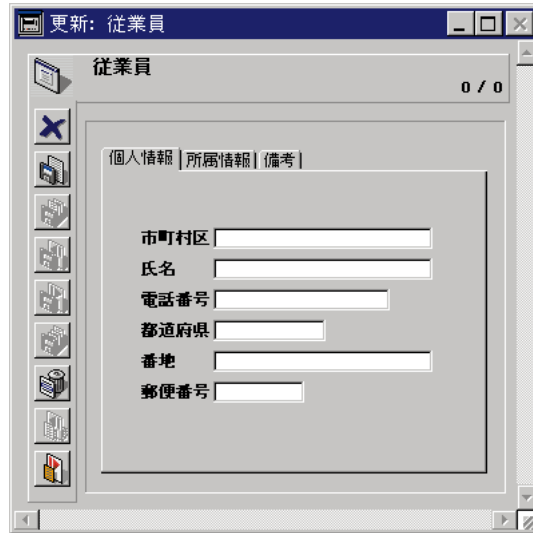 更新: 従業員
従業員
0 / 0
個人情報 所属情報 備考
市町村区
氏名
電話番号
都道府県
番地
郵便番号